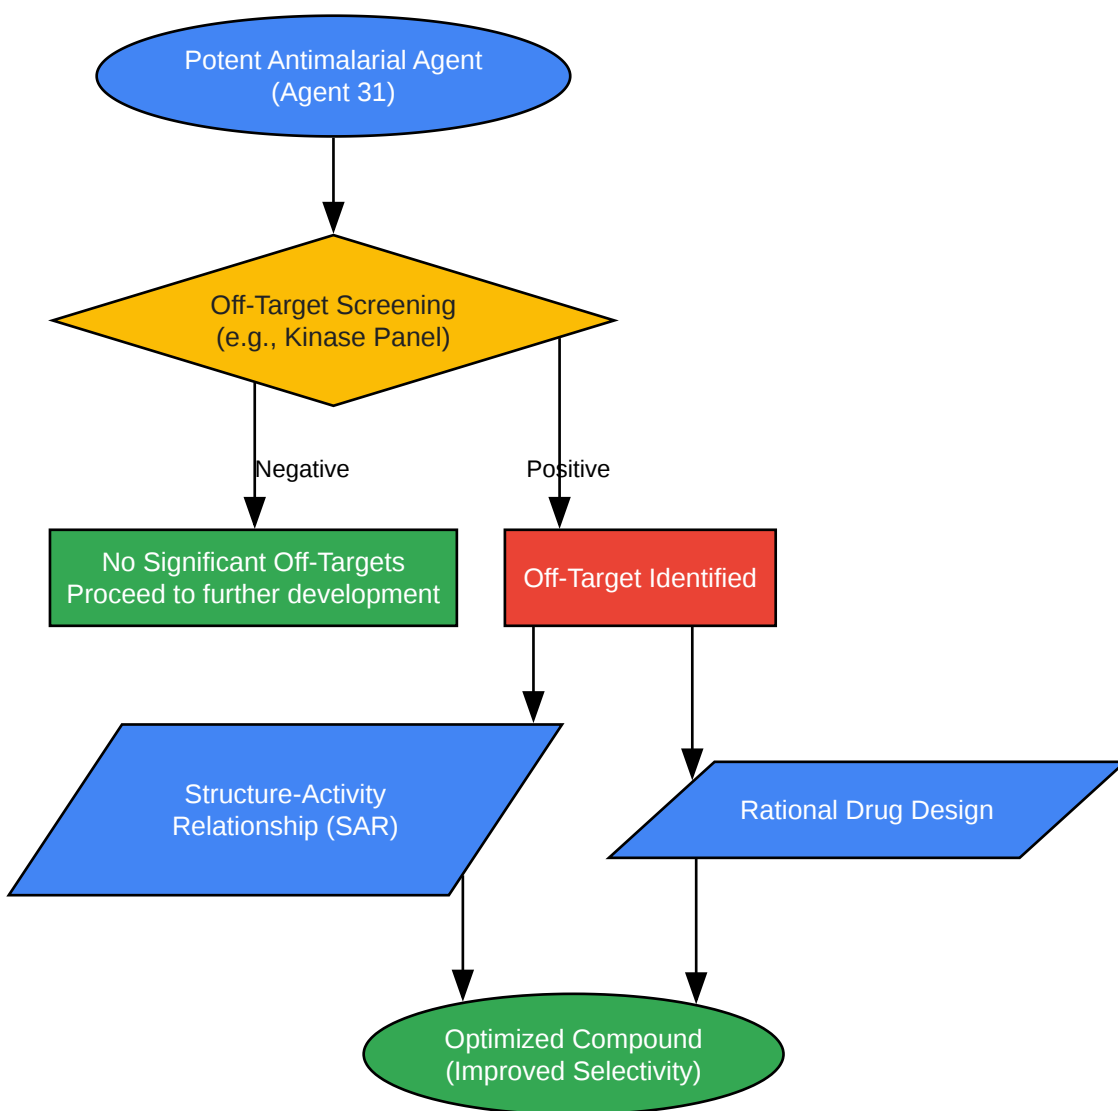 Potent Antimalarial Agent
(Agent 31)
Off-Target Screening
(e.g., Kinase Panel)
Negative
Positive
No Significant Off-Targets
Proceed to further development
Off-Target Identified
Structure-Activity
Relationship (SAR)
Rational Drug Design
Optimized Compound
(Improved Selectivity)